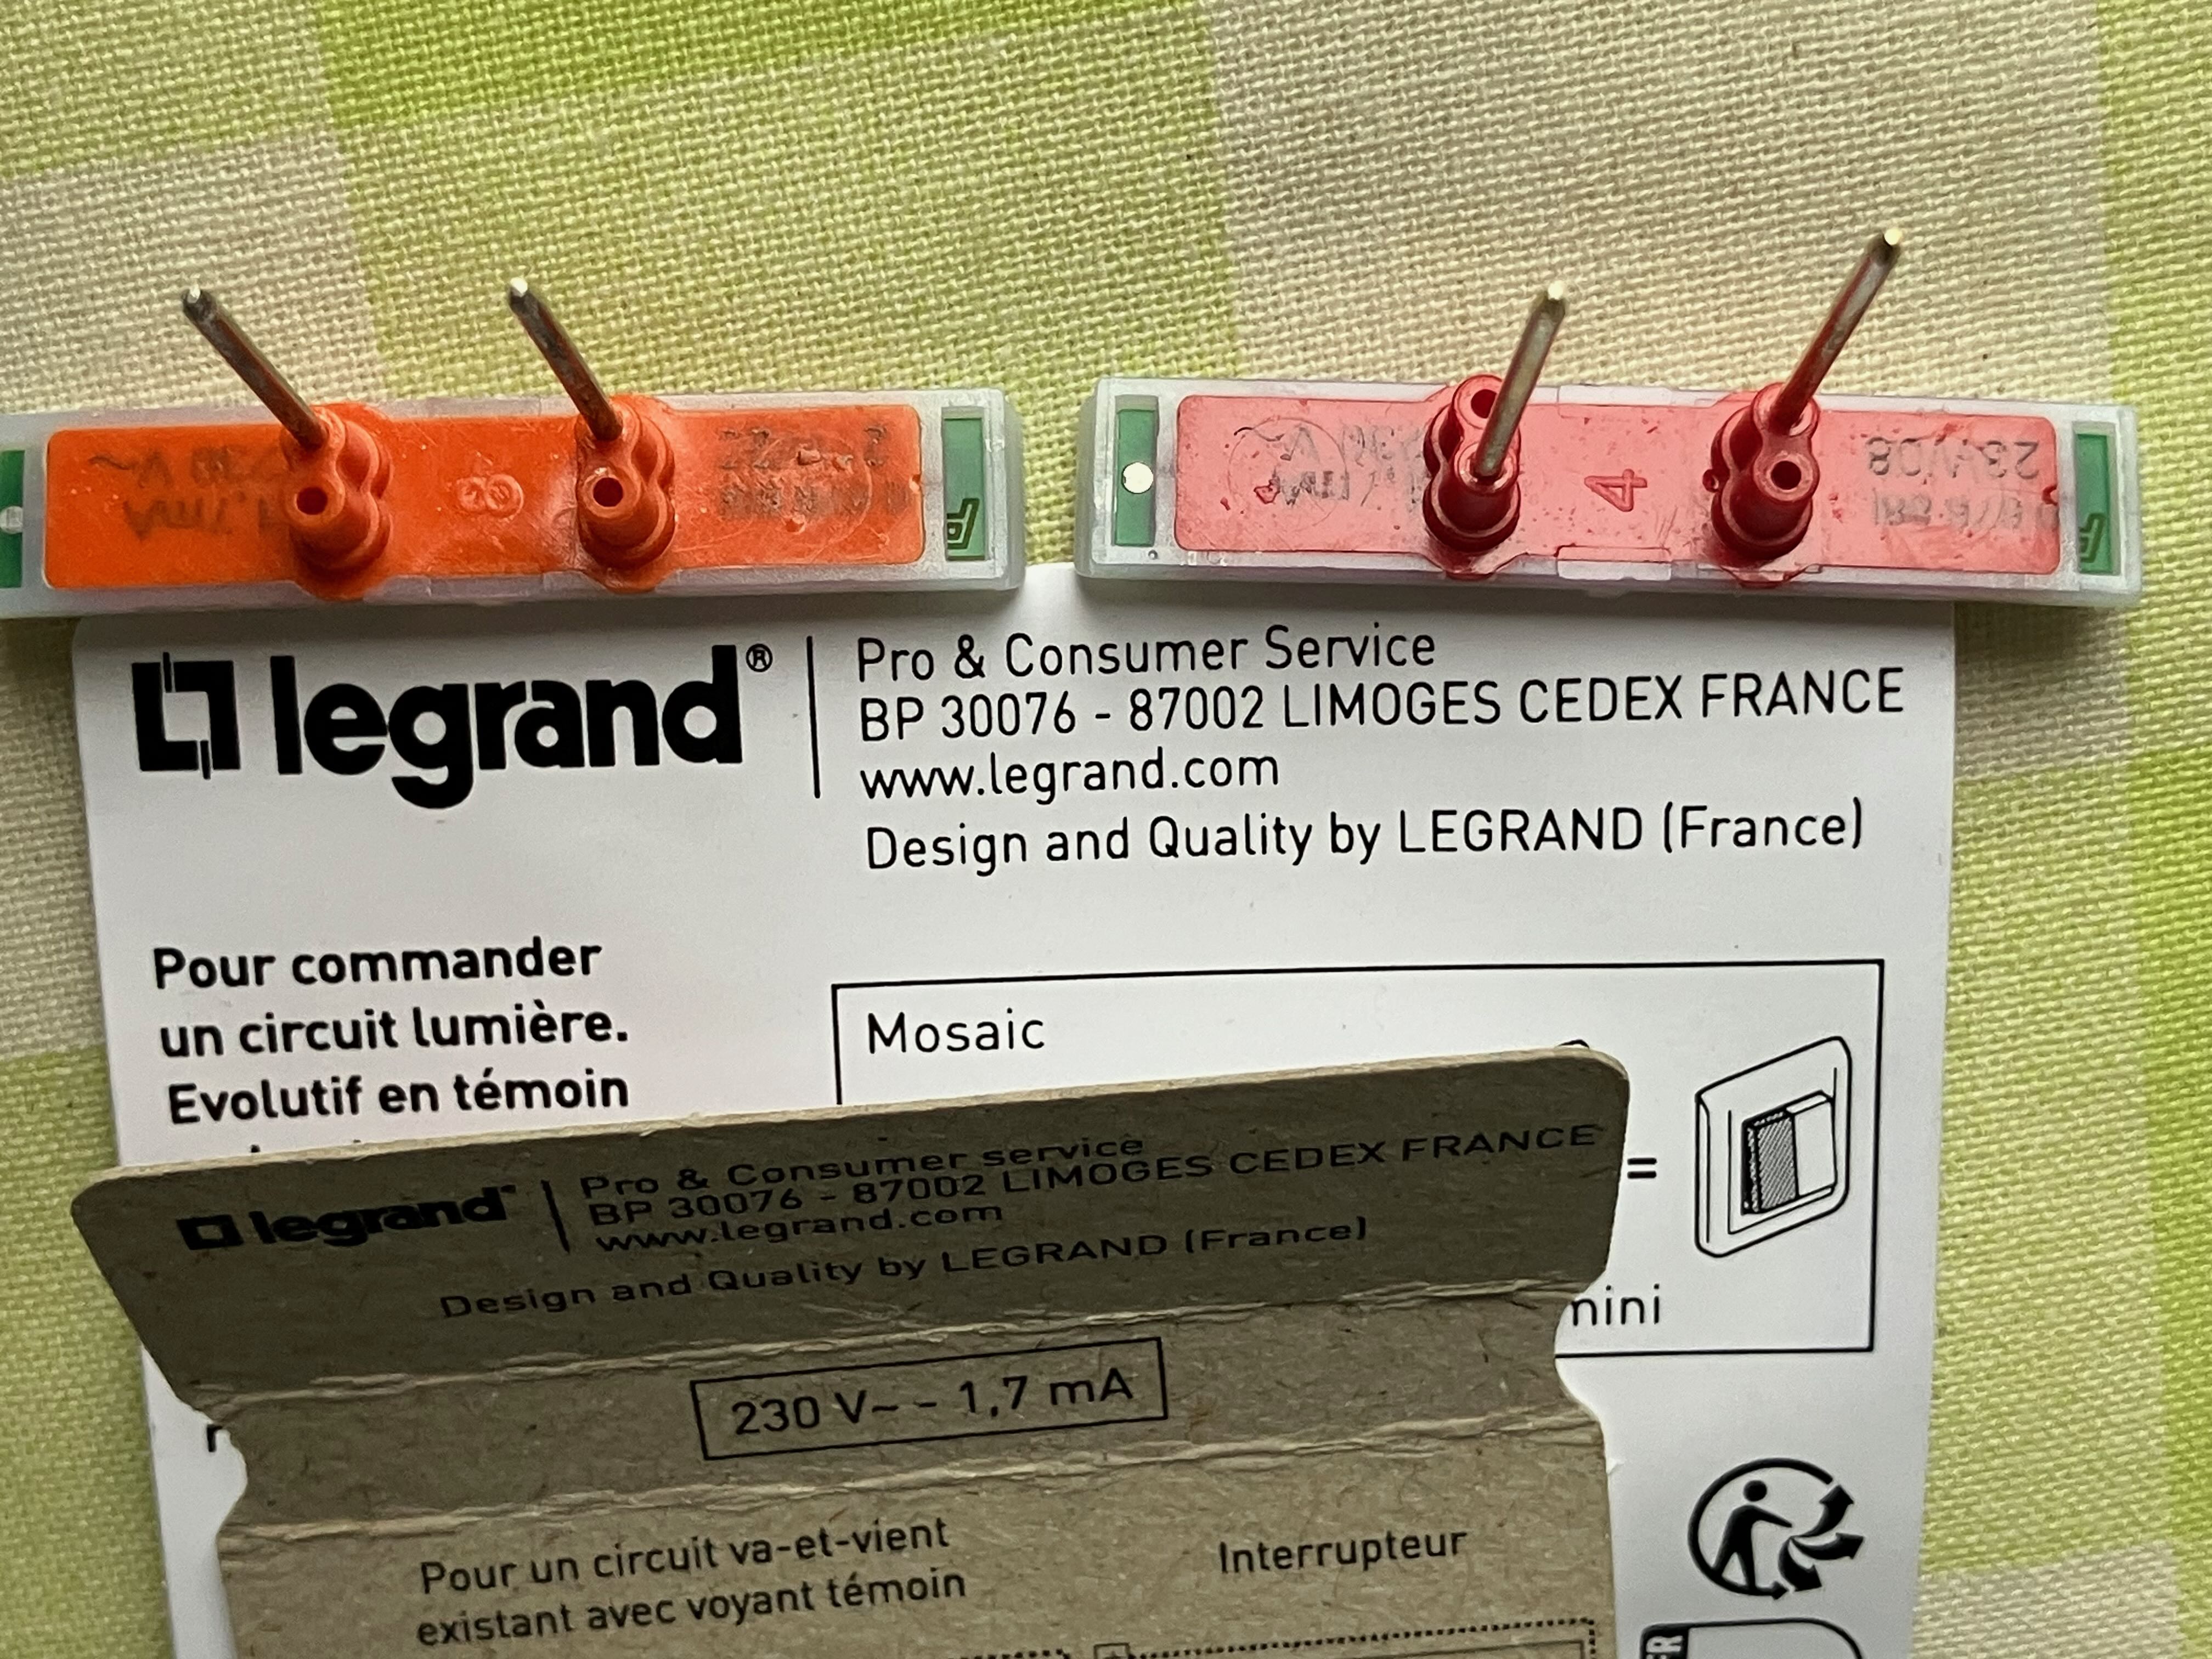 8
4
legrand®
Pro & Consumer Service
BP 30076 - 87002 LIMOGES CEDEX FRANCE
www.legrand.com
Design and Quality by LEGRAND (France)
Pour commander
un circuit lumière.
Evolutif en témoin
Mosaic
=
mini
legrand®
Pro & Consumer service
BP 30076 - 87002 LIMOGES CEDEX FRANCE
www.legrand.com
Design and Quality by LEGRAND (France)
230 V~ - 1,7 mA
Pour un circuit va-et-vient
existant avec voyant témoin
Interrupteur
FR